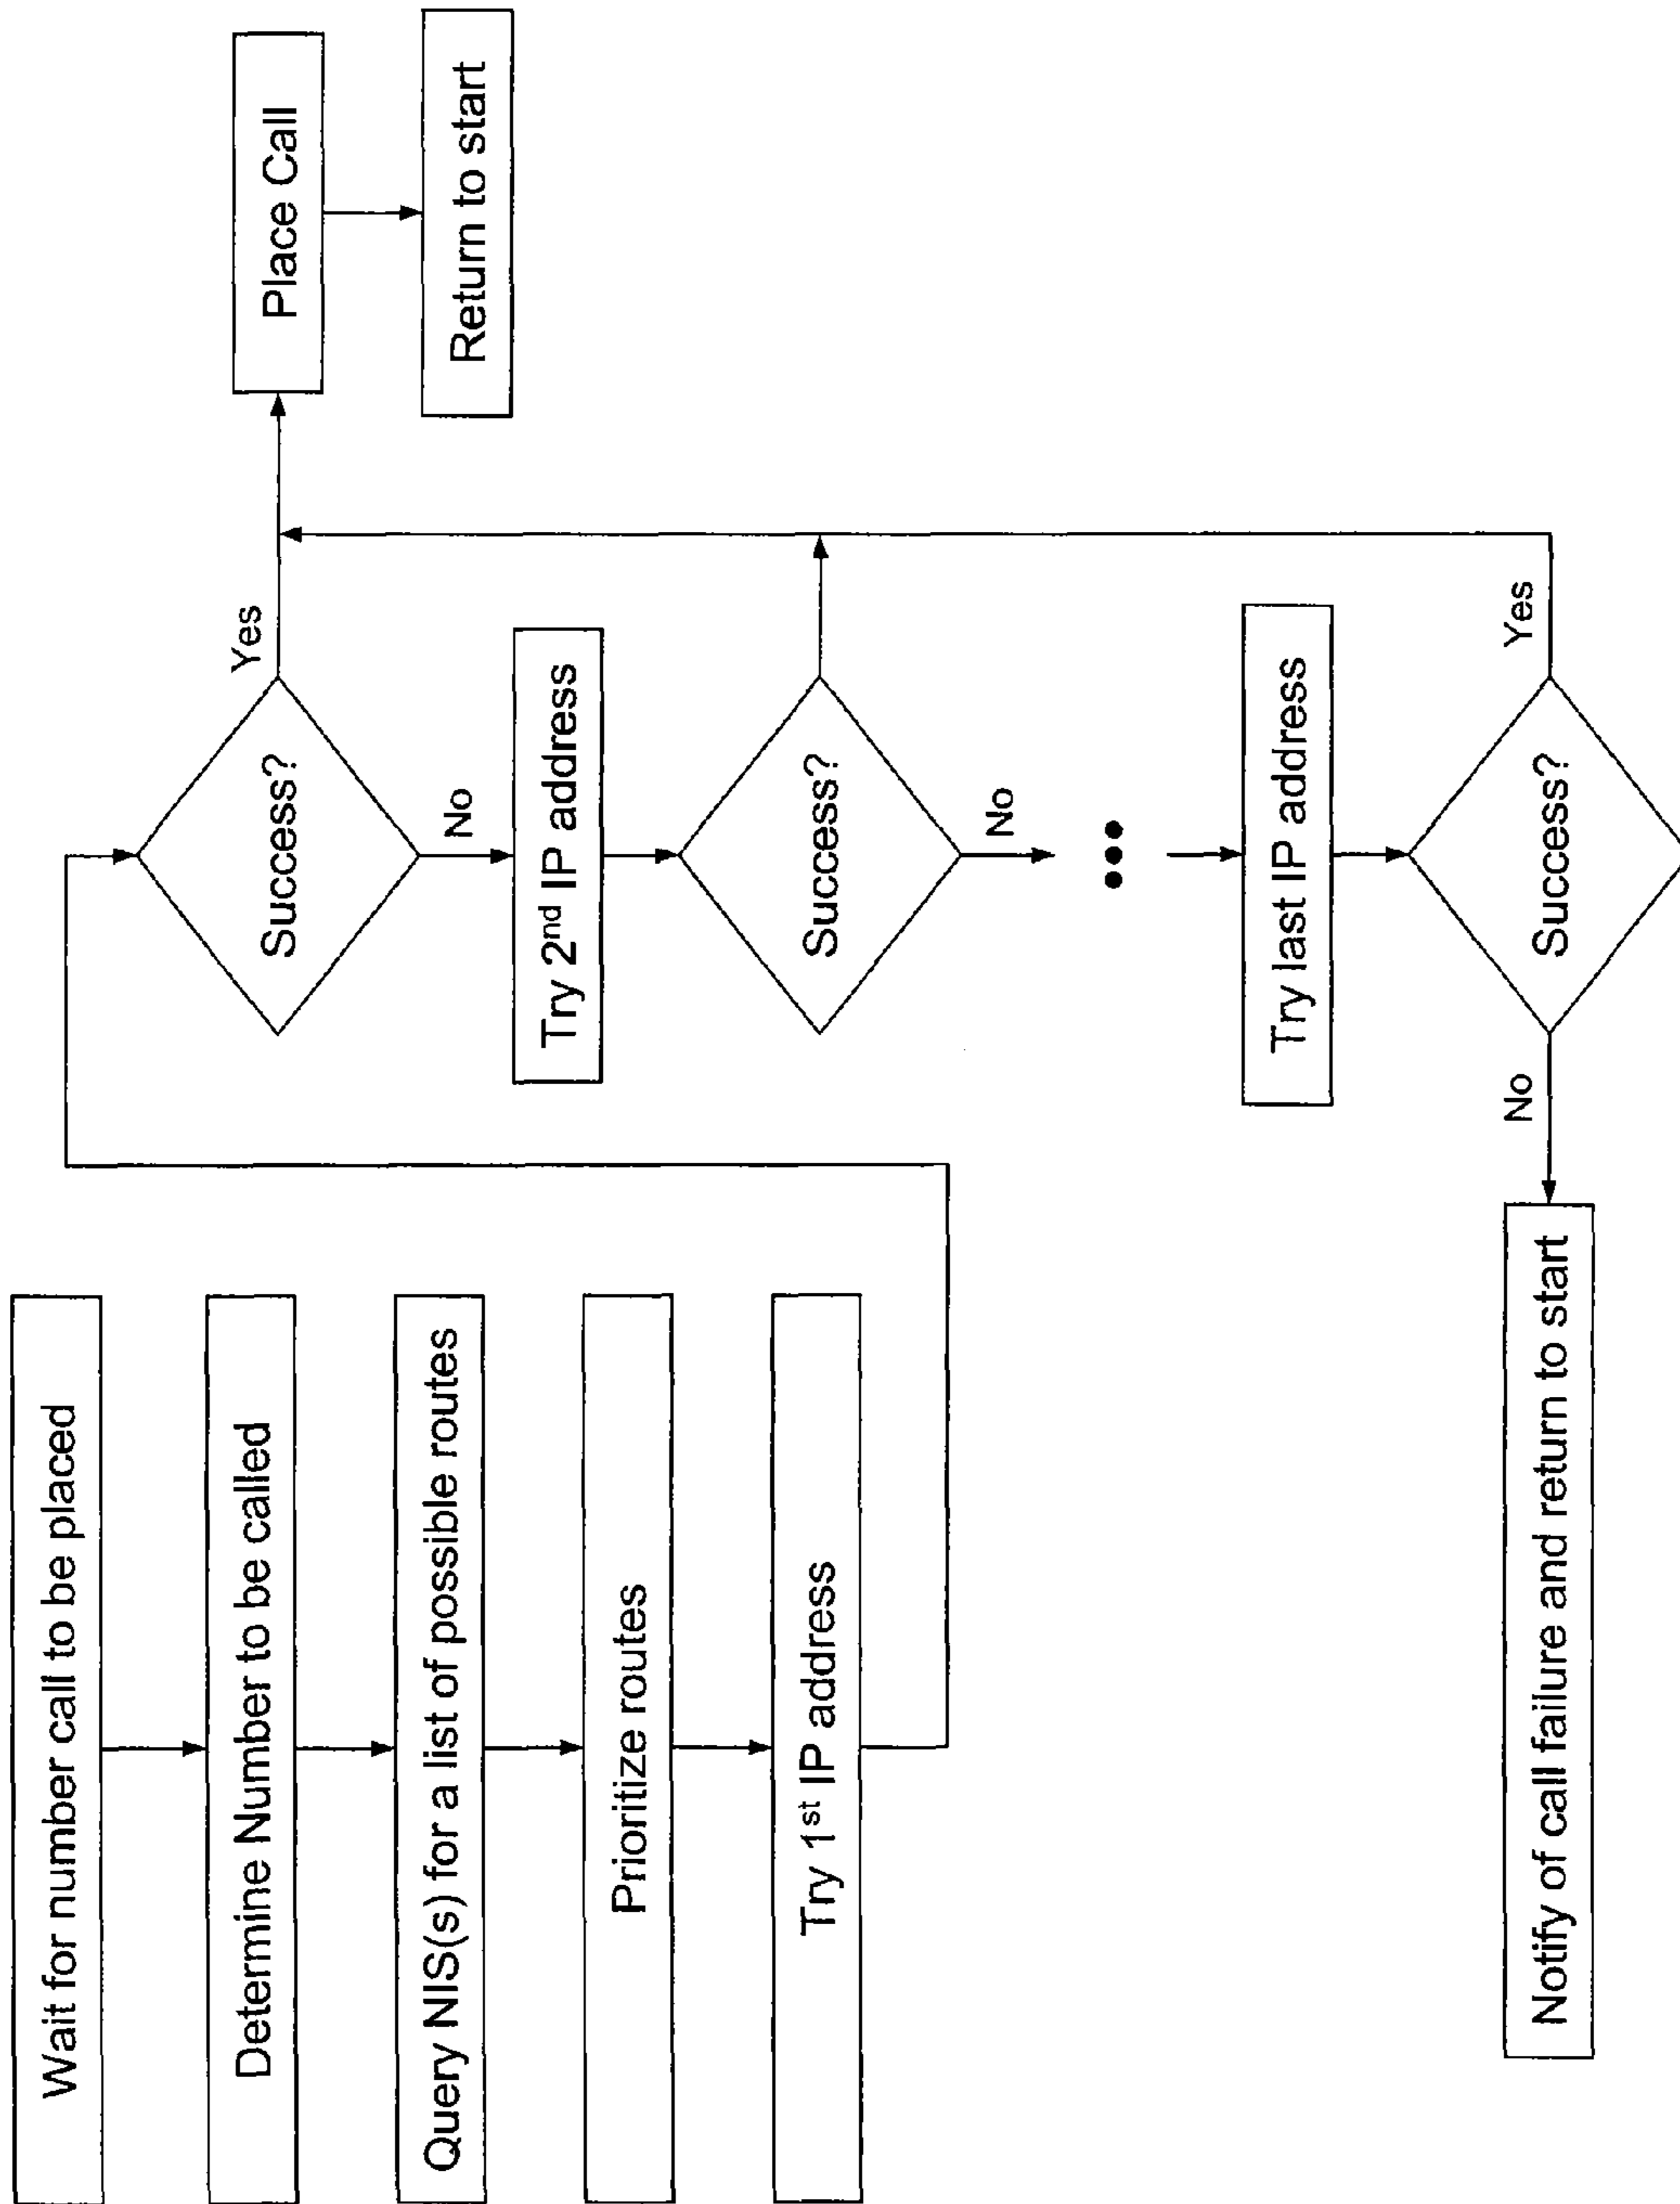 Wait for number call to be placed
Determine Number to be called
Query NIS(s) for a list of possible routes
Prioritize routes
Try 1st IP address
Success?
Yes
No
Try 2nd IP address
Success?
No
Try last IP address
Success?
Yes
No
Notify of call failure and return to start
Place Call
Return to start